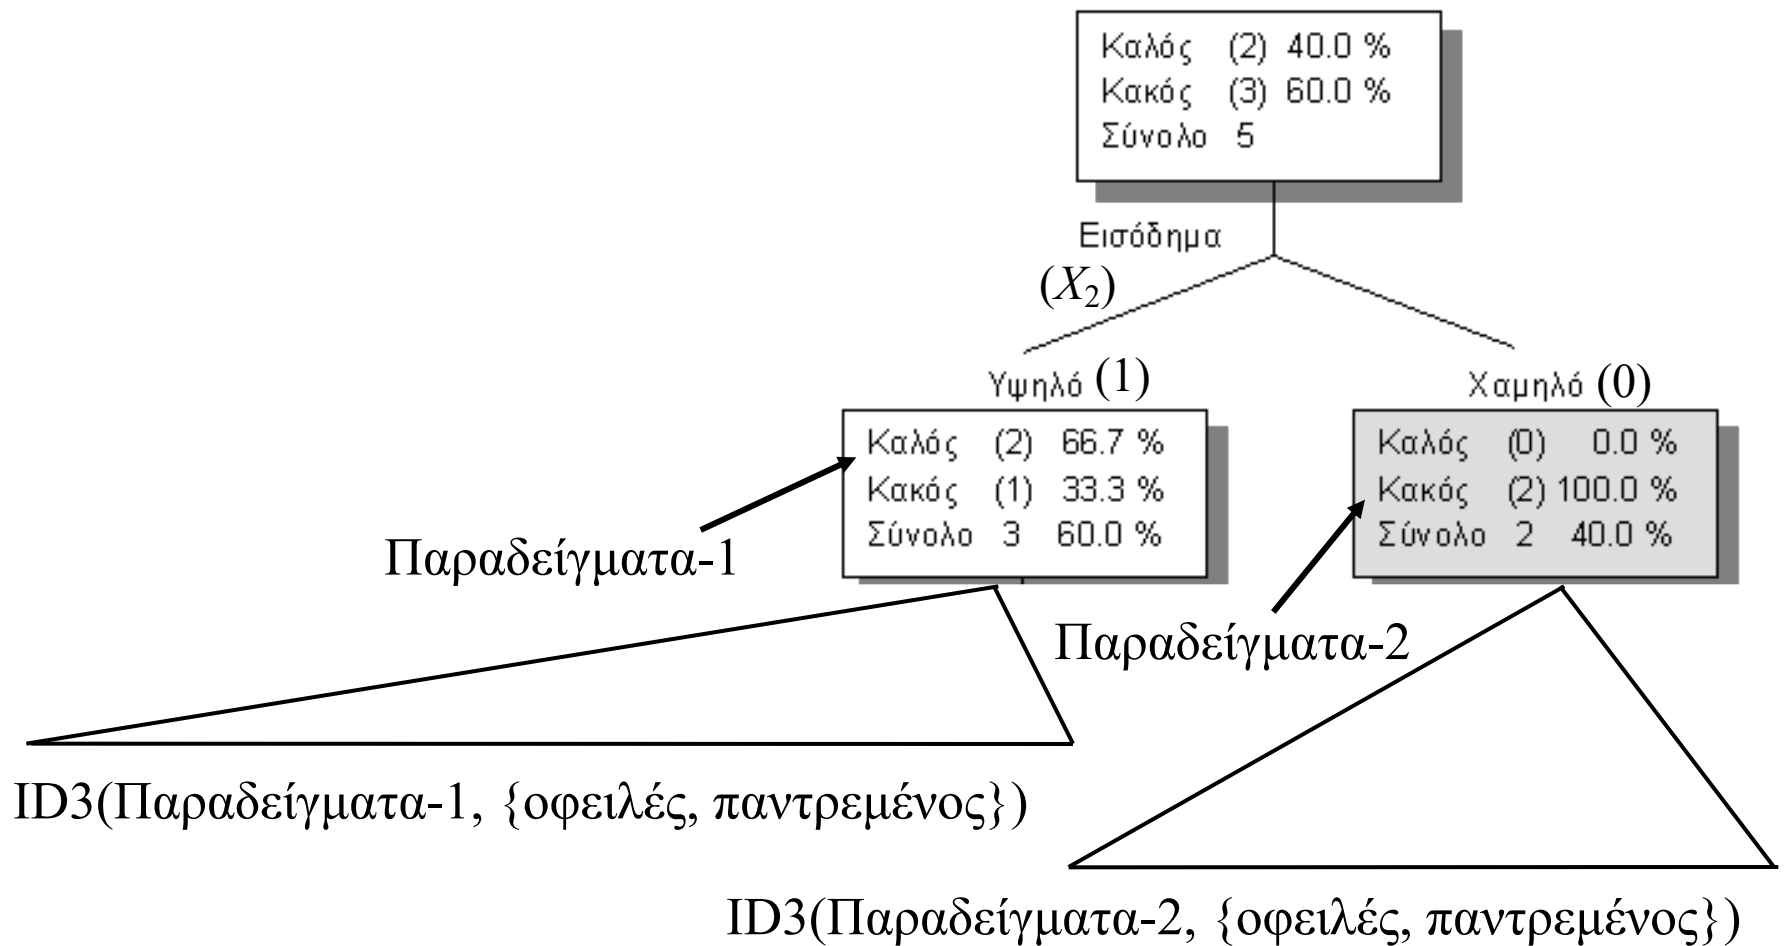 Καλός (2) 40.0 %
Κακός (3) 60.0 %
Σύνολο 5
Εισόδημα
(X₂)
Υψηλό (1)
Χαμηλό (0)
Καλός (2) 66.7 %
Κακός (1) 33.3 %
Σύνολο 3 60.0 %
Καλός (0) 0.0 %
Κακός (2) 100.0 %
Σύνολο 2 40.0 %
Παραδείγματα-1
Παραδείγματα-2
ID3(Παραδείγματα-1, {οφειλές, παντρεμένος})
ID3(Παραδείγματα-2, {οφειλές, παντρεμένος})